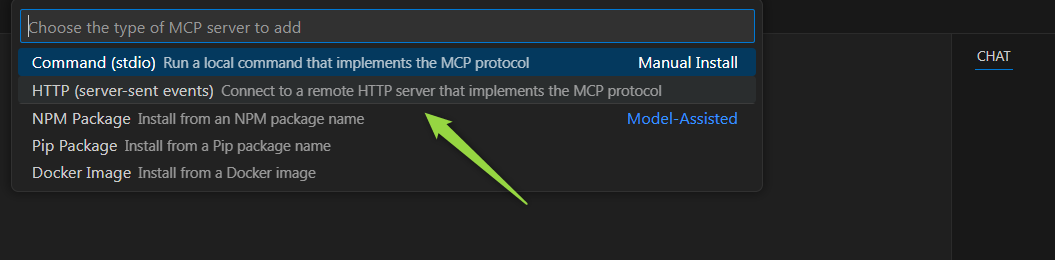 Choose the type of MCP server to add
Command (stdio) Run a local command that implements the MCP protocol Manual Install
HTTP (server-sent events) Connect to a remote HTTP server that implements the MCP protocol
NPM Package Install from an NPM package name Model-Assisted
Pip Package Install from a Pip package name
Docker Image Install from a Docker image
CHAT